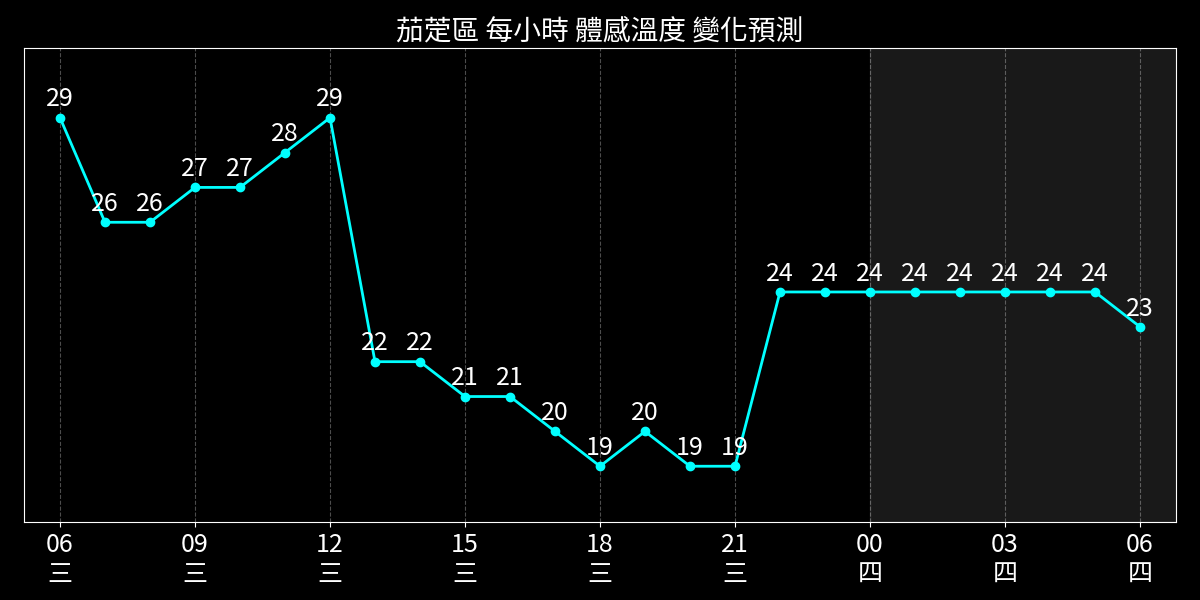 茄萣區 每小時 體感溫度 變化預測
29 26 26 27 27 28 29 22 22 21 21 20 19 20 19 19 24 24 24 24 24 24 24 24 23
06 09 12 15 18 21 00 03 06
三 三 三 三 三 三 四 四 四